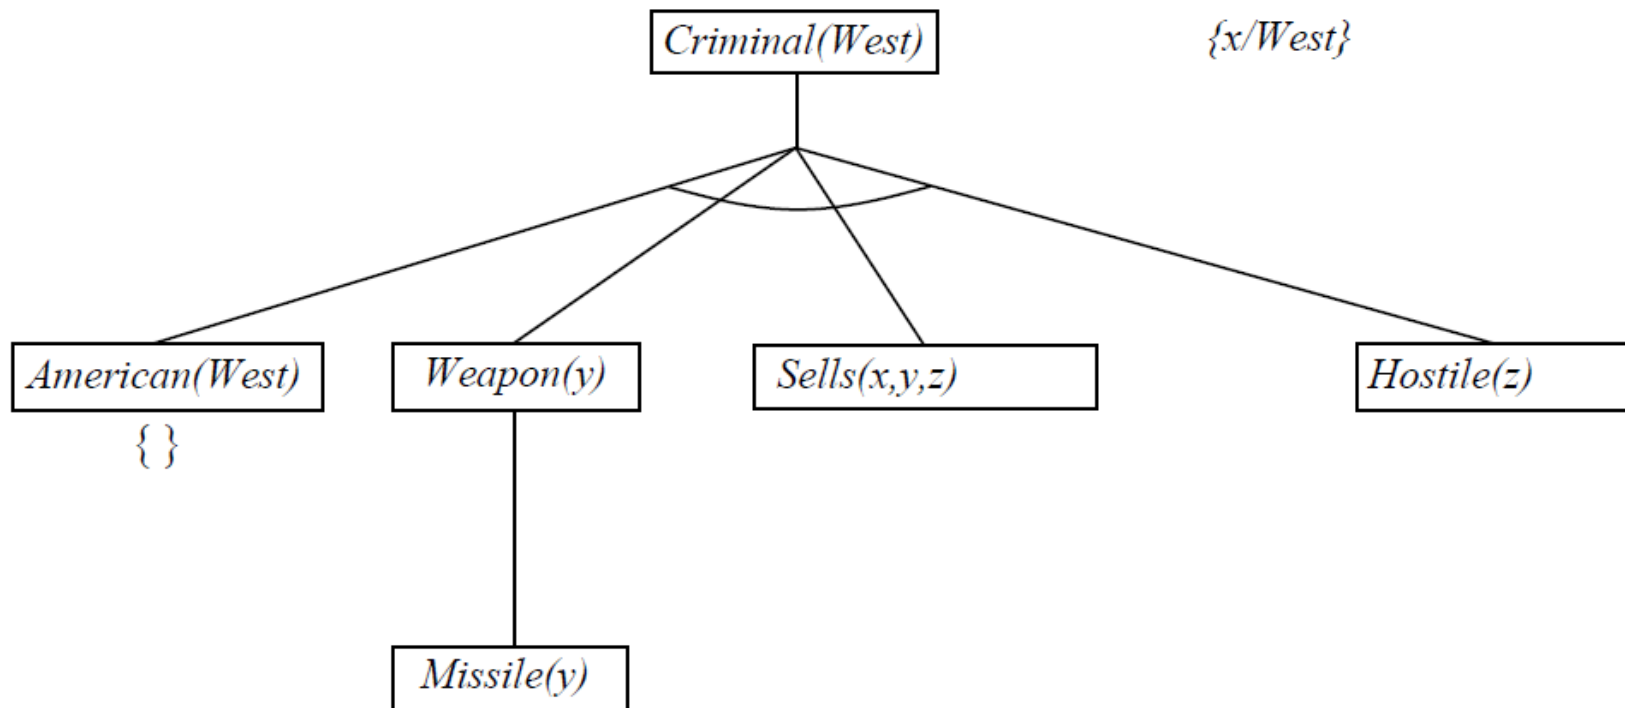 Criminal(West)
{x/West}
American(West)
Weapon(y)
Sells(x,y,z)
Hostile(z)
{ }
Missile(y)